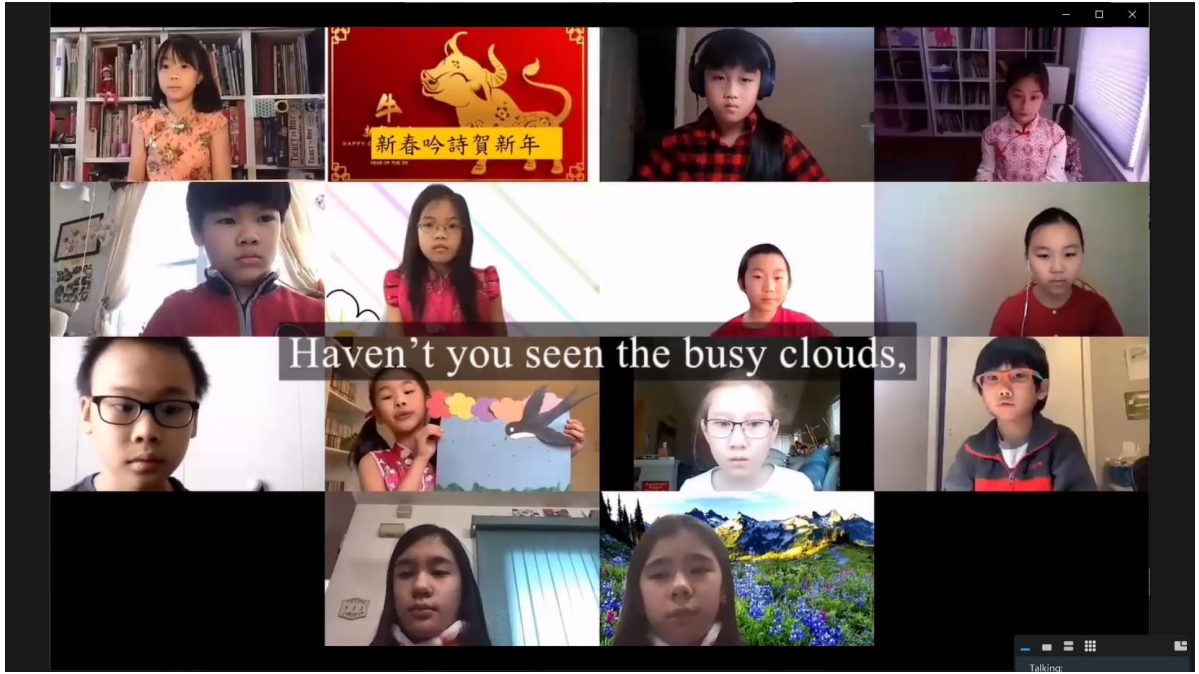 牛
HAPPY
YEAR OF THE OX
新春吟詩賀新年
Haven't you seen the busy clouds,
Talking: